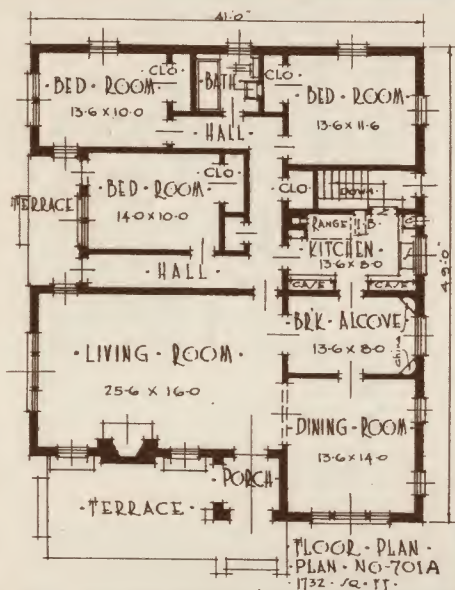 41'-0"
BED-ROOM
13-6 X 10-0
CLO
BATH
CLO
BED-ROOM
13-6 X 11-6
HALL
BED-ROOM
14-0 X 10-0
CLO
CLO
DOWN
TERRACE
RANGE
I-B
KITCHEN
13-6 X 8-0
HALL
CASE
CASE
BR'K-ALCOVE
13-6 X 8-0
China
49'-0"
LIVING-ROOM
25-6 X 16-0
DINING-ROOM
13-6 X 14-0
PORCH
TERRACE
FLOOR-PLAN-
PLAN-NO-701A
-1732-SQ-FT-